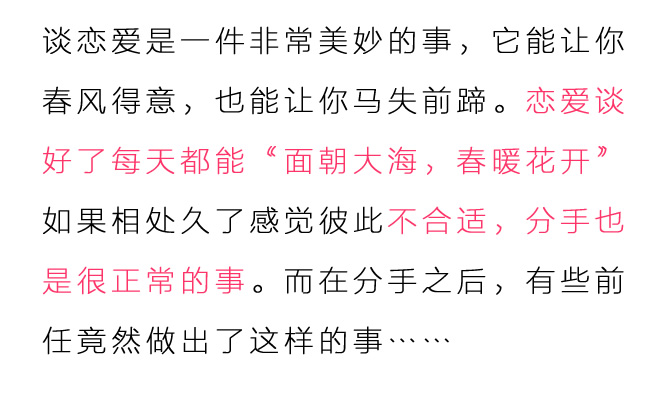 谈恋爱是一件非常美妙的事，它能让你
春风得意，也能让你马失前蹄。恋爱谈
好了每天都能“面朝大海，春暖花开”
如果相处久了感觉彼此不合适，分手也
是很正常的事。而在分手之后，有些前
任竟然做出了这样的事……